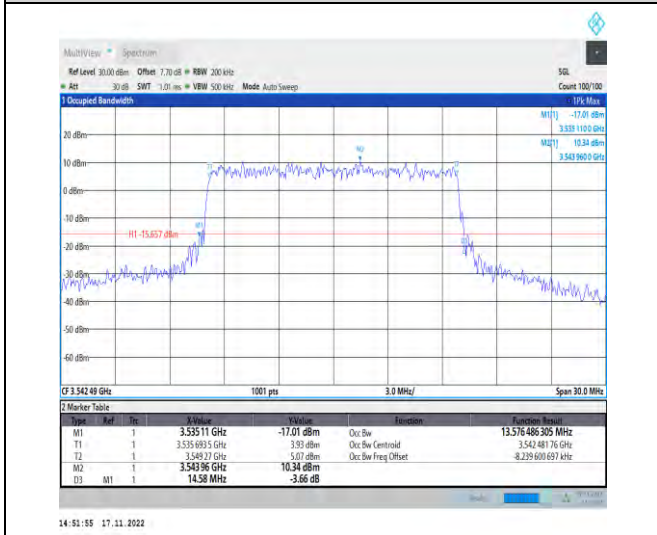 MultiView Spectrum
Ref Level 30.00 dBm Offset 7.70 dB RBW 200 kHz SGL
Att 30 dB SWT 1.01 ms VBW 500 kHz Mode Auto Sweep Count 100/100
1 Occupied Bandwidth 1Pk Max
M1[1] -17.01 dBm
3.535 110 0 GHz
M2[1] 10.34 dBm
3.543 960 0 GHz
20 dBm
M2
10 dBm
0 dBm
-10 dBm
M1
H1 -15.657 dBm
-30 dBm
-40 dBm
-50 dBm
-60 dBm
CF 3.542 49 GHz 1001 pts 3.0 MHz/ Span 30.0 MHz
2 Marker Table
Type Ref Trc X-Value Y-Value Function Function Result
M1 1 3.535 11 GHz -17.01 dBm Occ Bw 13.576 486 305 MHz
T1 1 3.535 693 5 GHz 3.93 dBm Occ Bw Centroid 3.542 481 76 GHz
T2 1 3.549 27 GHz 5.07 dBm Occ Bw Freq Offset -8.239 600 697 kHz
M2 1 3.543 96 GHz 10.34 dBm
D3 M1 1 14.58 MHz -3.66 dB
14:51:55 17.11.2022